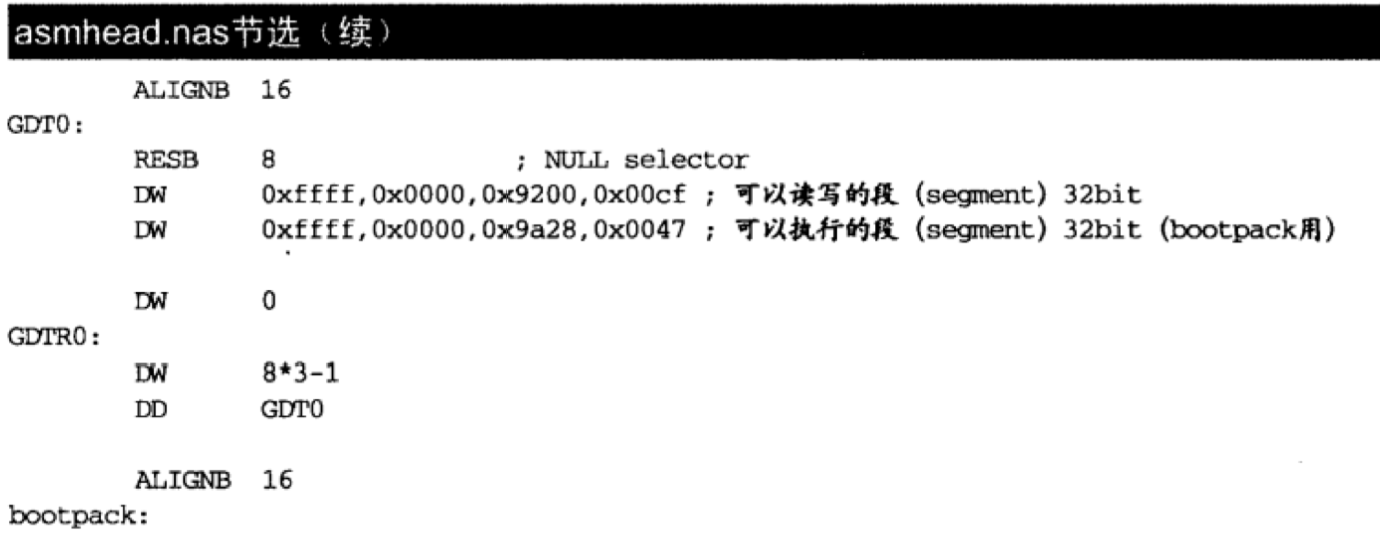 asmhead.nas节选（续）
ALIGNB 16
GDT0:
RESB 8 ; NULL selector
DW 0xffff,0x0000,0x9200,0x00cf ; 可以读写的段 (segment) 32bit
DW 0xffff,0x0000,0x9a28,0x0047 ; 可以执行的段 (segment) 32bit (bootpack用)
DW 0
GDTR0:
DW 8*3-1
DD GDT0
ALIGNB 16
bootpack: